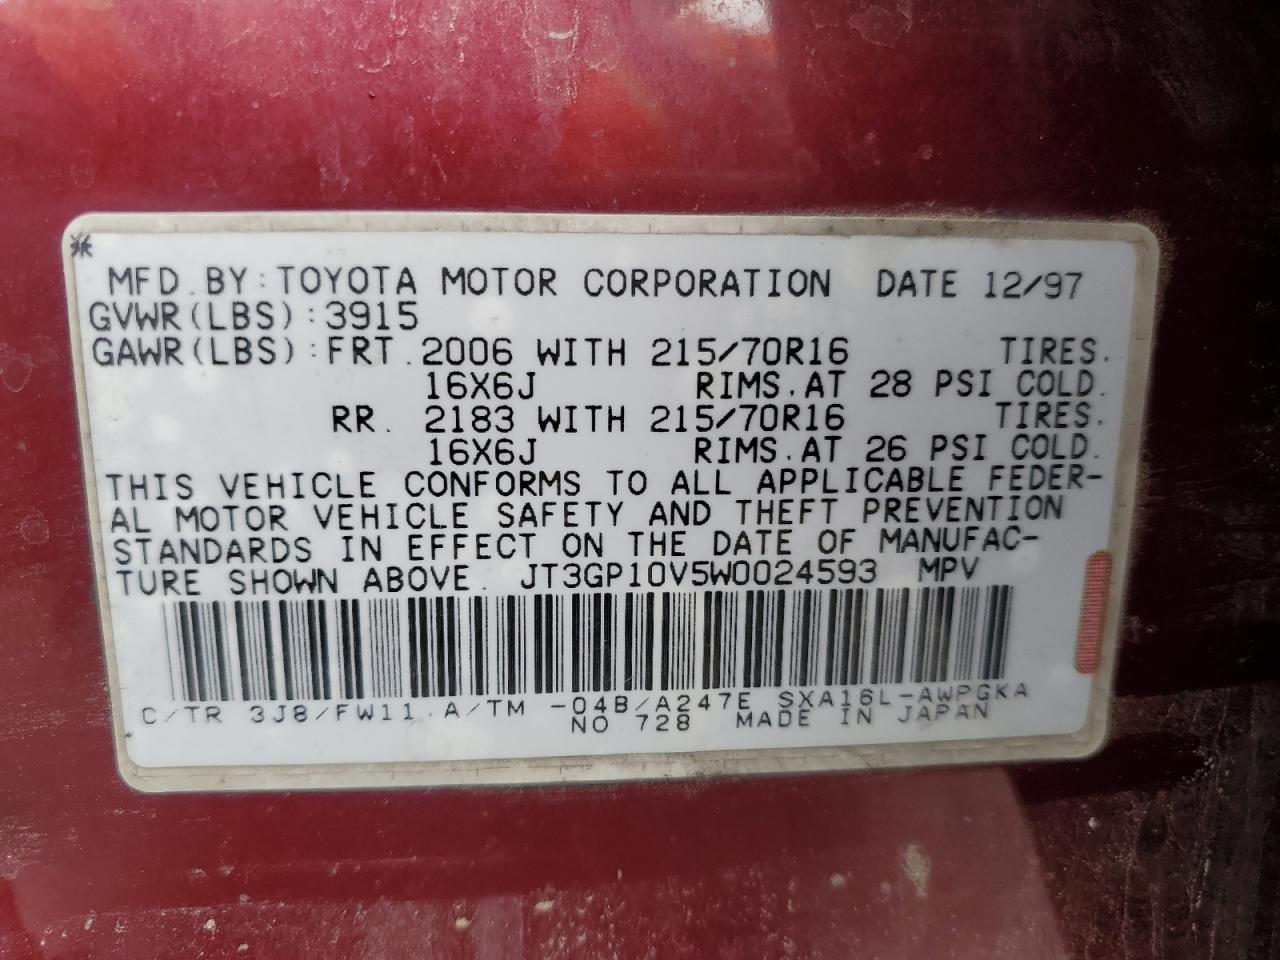 MFD. BY: TOYOTA MOTOR CORPORATION DATE 12/97
GVWR(LBS): 3915
GAWR(LBS): FRT. 2006 WITH 215/70R16 TIRES.
16X6J RIMS. AT 28 PSI COLD.
RR. 2183 WITH 215/70R16 TIRES.
16X6J RIMS. AT 26 PSI COLD.
THIS VEHICLE CONFORMS TO ALL APPLICABLE FEDER-
AL MOTOR VEHICLE SAFETY AND THEFT PREVENTION
STANDARDS IN EFFECT ON THE DATE OF MANUFAC-
TURE SHOWN ABOVE. JT3GP10V5W0024593 MPV
C/TR 3J8/FW11. A/TM -04B/A247E SXA16L-AWPGKA
NO 728 MADE IN JAPAN